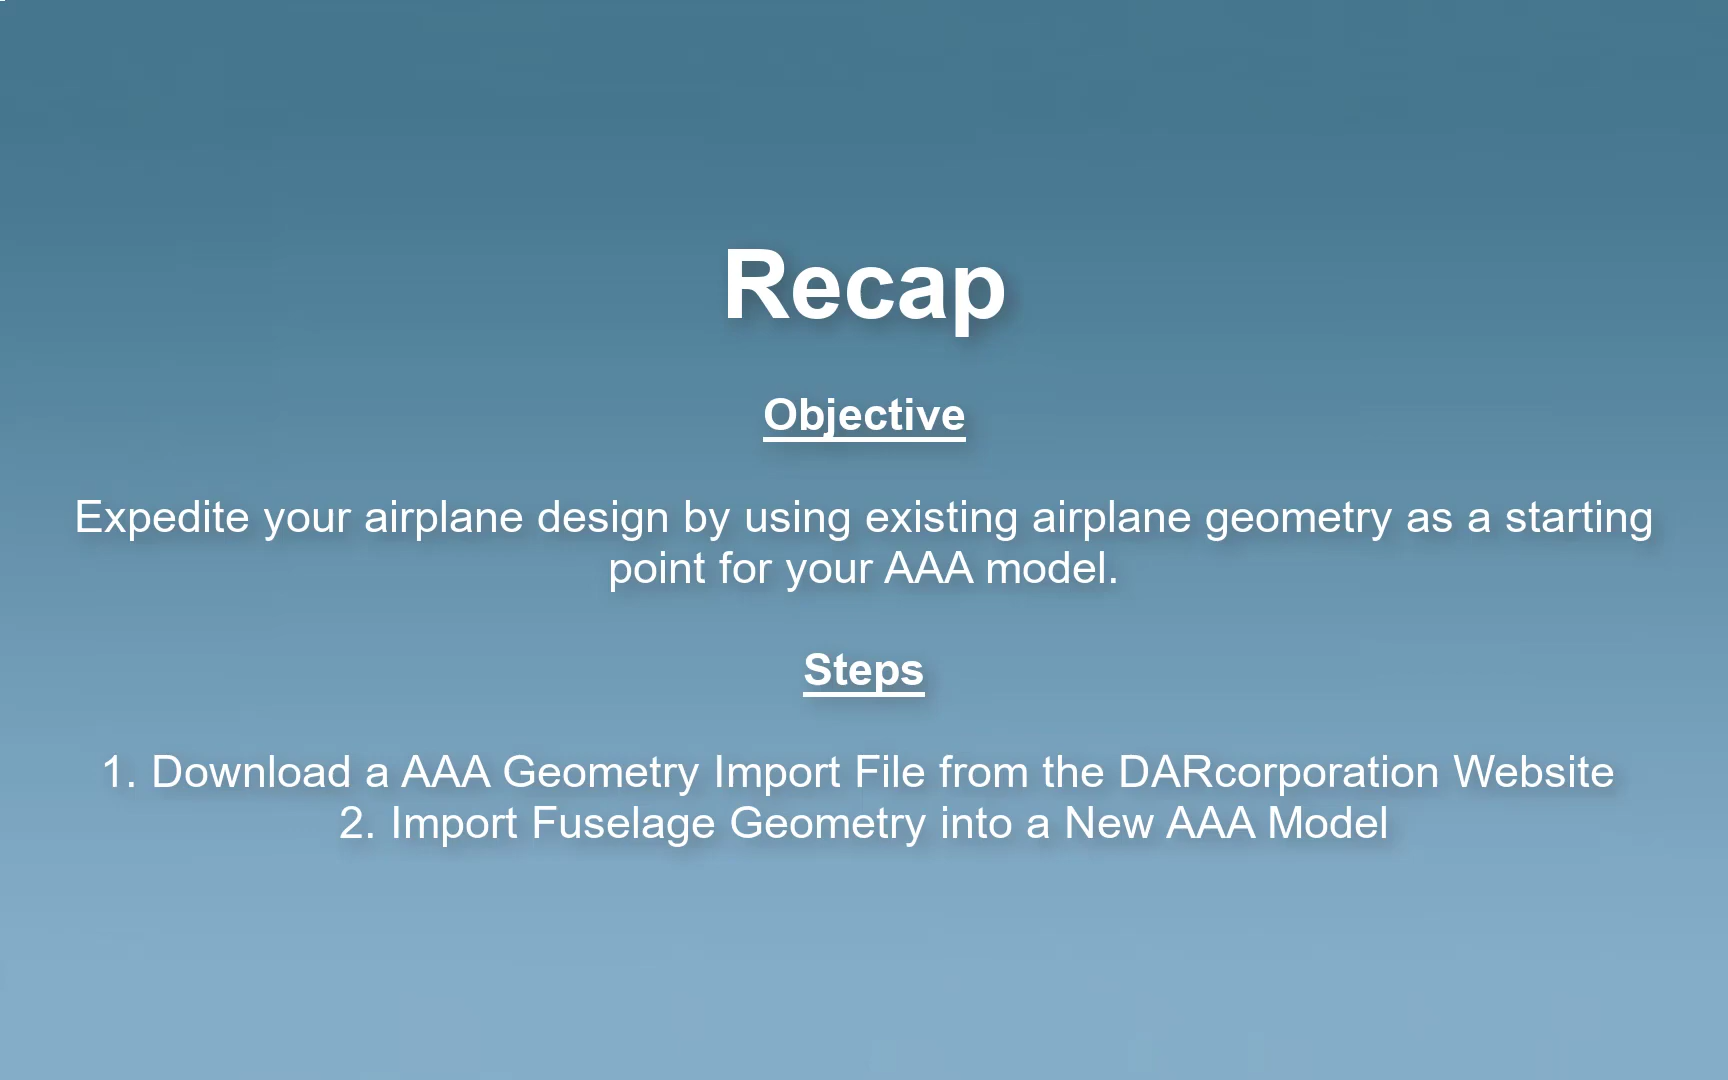 Recap
Objective
Expedite your airplane design by using existing airplane geometry as a starting
point for your AAA model.
Steps
1. Download a AAA Geometry Import File from the DARcorporation Website
2. Import Fuselage Geometry into a New AAA Model